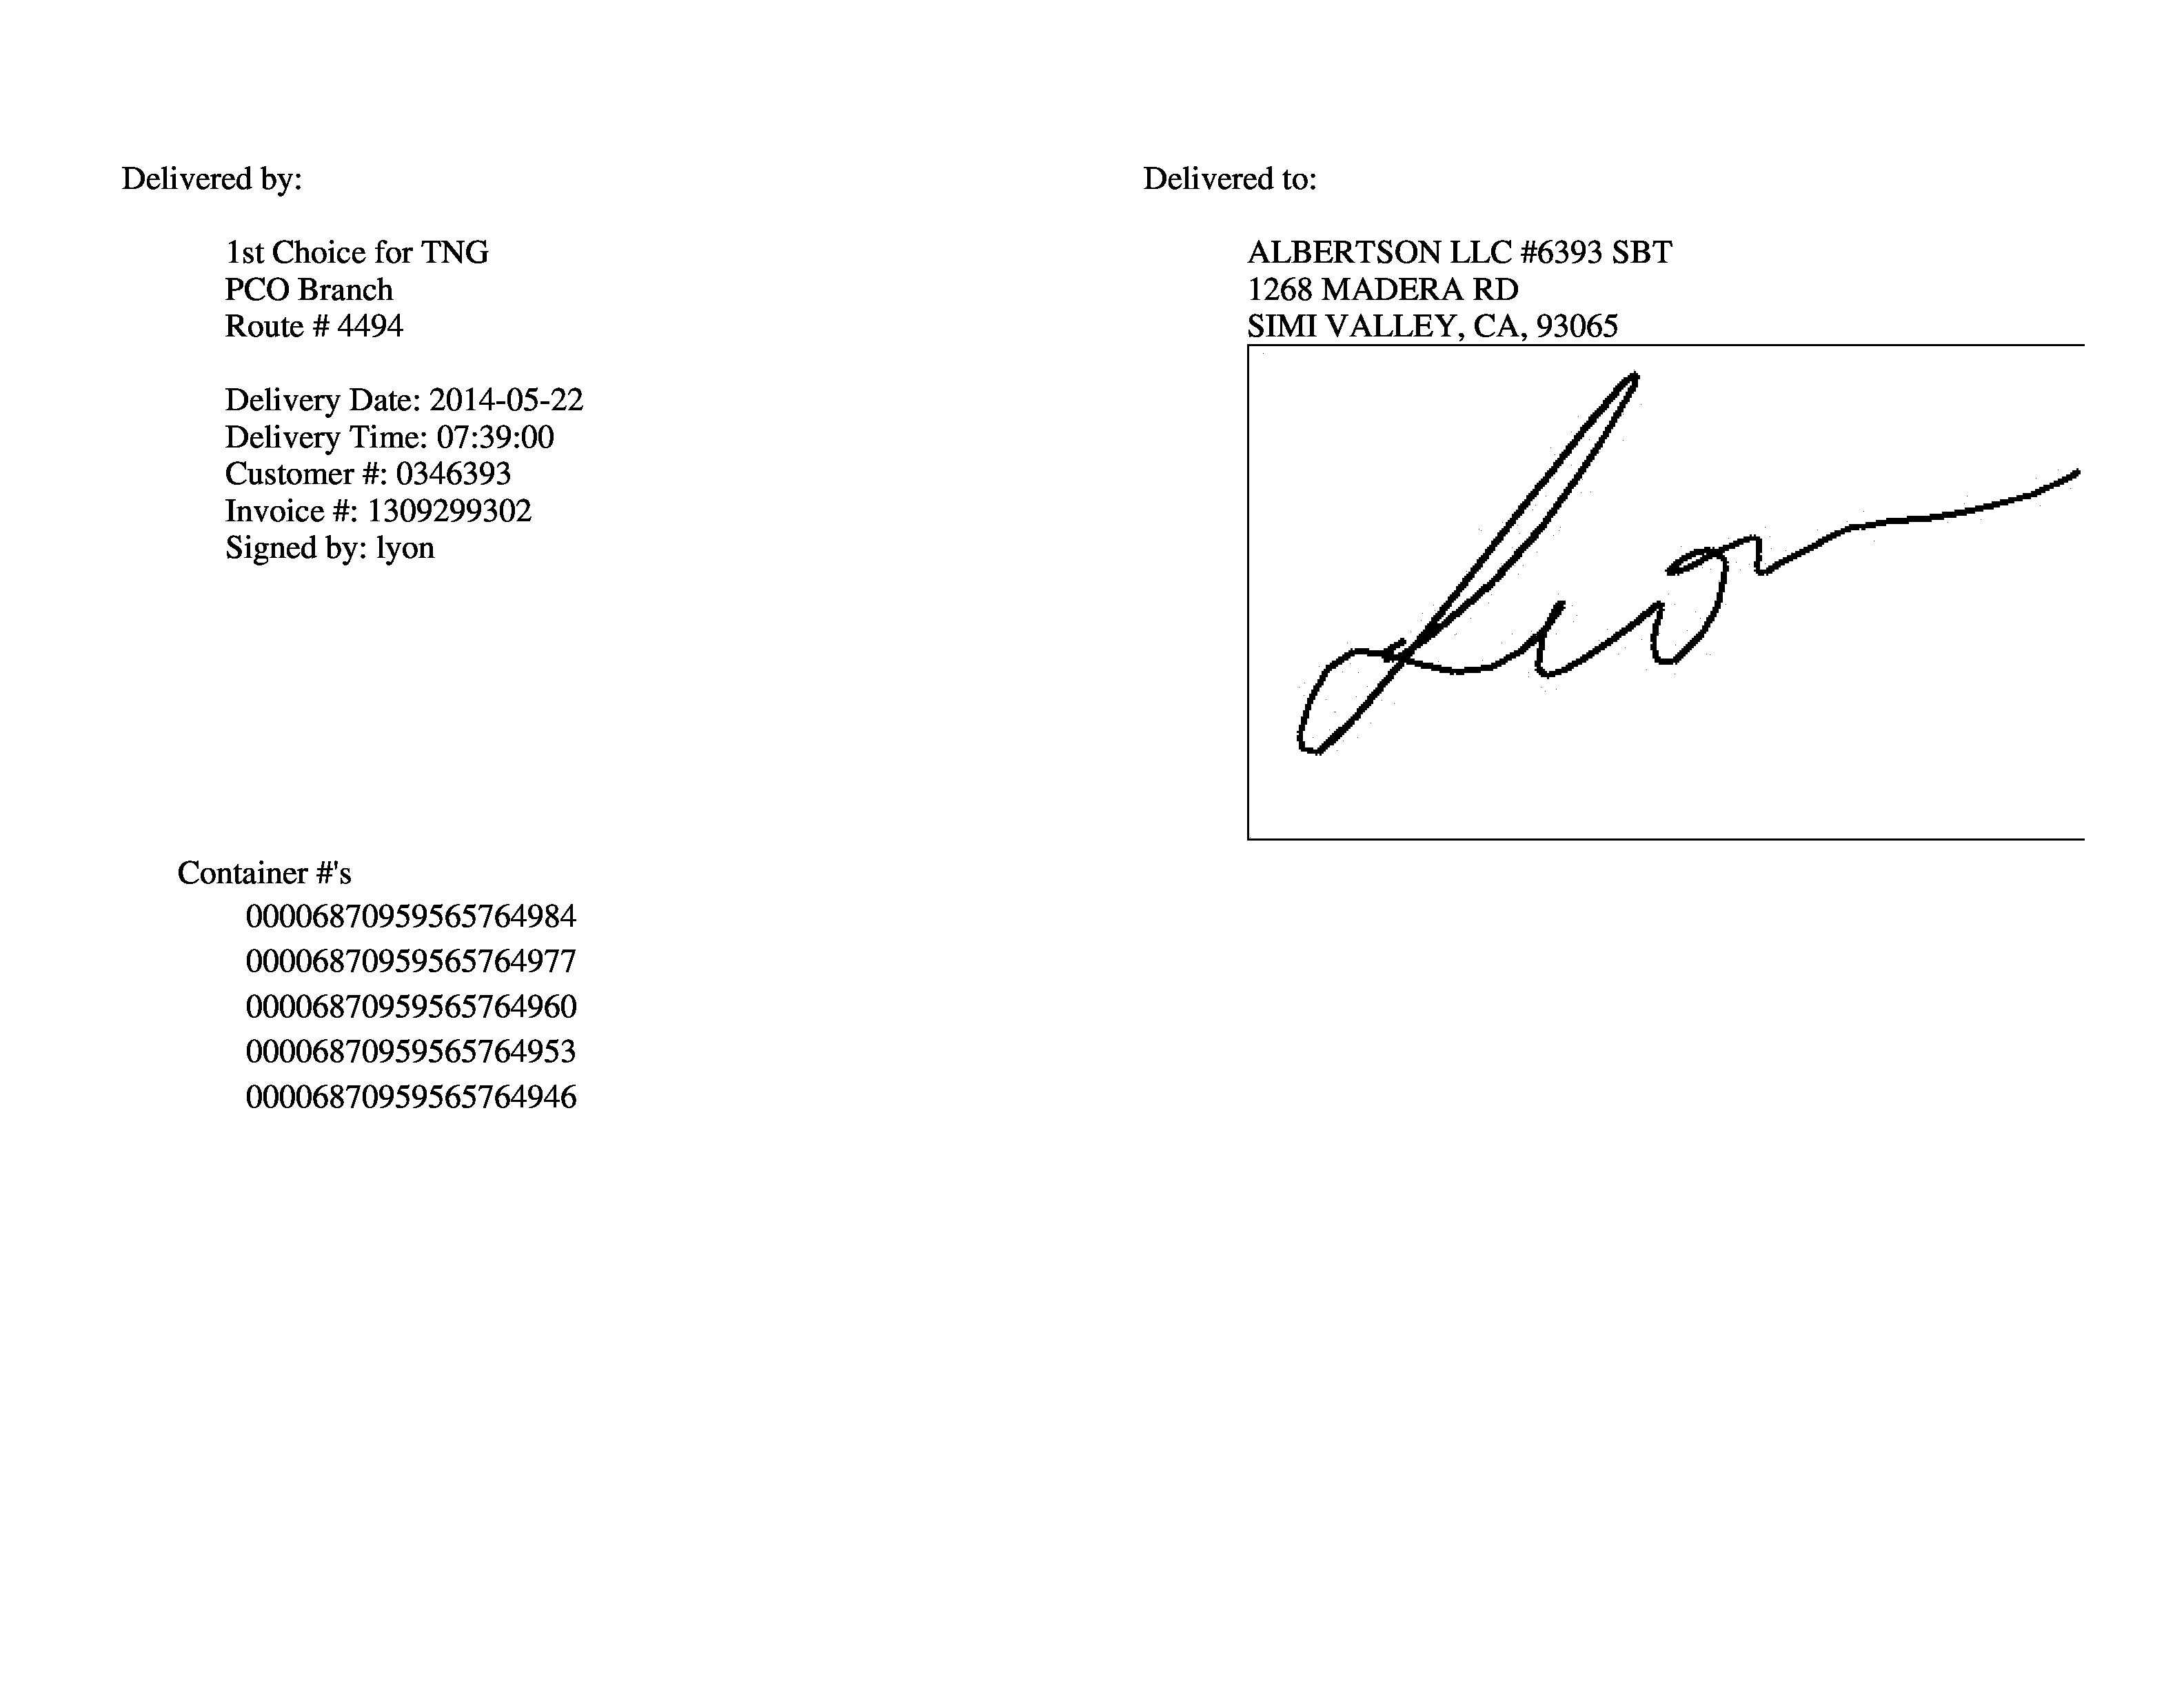 Delivered by:
1st Choice for TNG
PCO Branch
Route # 4494
Delivery Date: 2014-05-22
Delivery Time: 07:39:00
Customer #: 0346393
Invoice #: 1309299302
Signed by: lyon
Delivered to:
ALBERTSON LLC #6393 SBT
1268 MADERA RD
SIMI VALLEY, CA, 93065
Container #'s
00006870959565764984
00006870959565764977
00006870959565764960
00006870959565764953
00006870959565764946